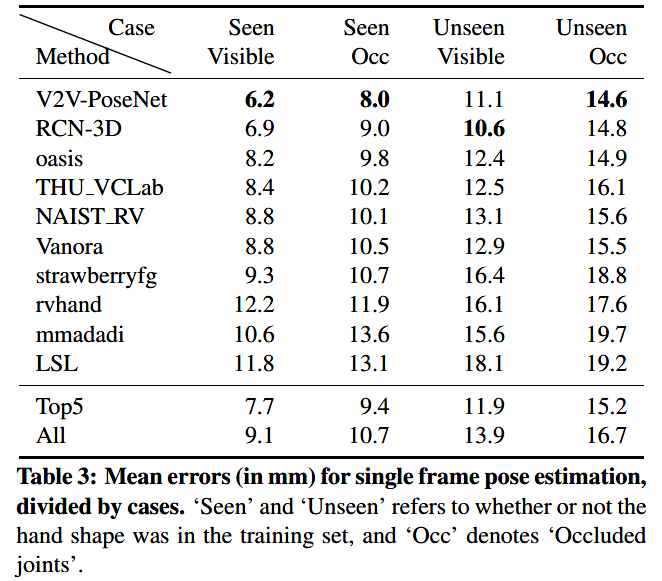 Case Seen Seen Unseen Unseen
Method Visible Occ Visible Occ
V2V-PoseNet 6.2 8.0 11.1 14.6
RCN-3D 6.9 9.0 10.6 14.8
oasis 8.2 9.8 12.4 14.9
THU_VCLab 8.4 10.2 12.5 16.1
NAIST_RV 8.8 10.1 13.1 15.6
Vanora 8.8 10.5 12.9 15.5
strawberryfg 9.3 10.7 16.4 18.8
rvhand 12.2 11.9 16.1 17.6
mmadadi 10.6 13.6 15.6 19.7
LSL 11.8 13.1 18.1 19.2
Top5 7.7 9.4 11.9 15.2
All 9.1 10.7 13.9 16.7
Table 3: Mean errors (in mm) for single frame pose estimation,
divided by cases. ‘Seen’ and ‘Unseen’ refers to whether or not the
hand shape was in the training set, and ‘Occ’ denotes ‘Occluded
joints’.